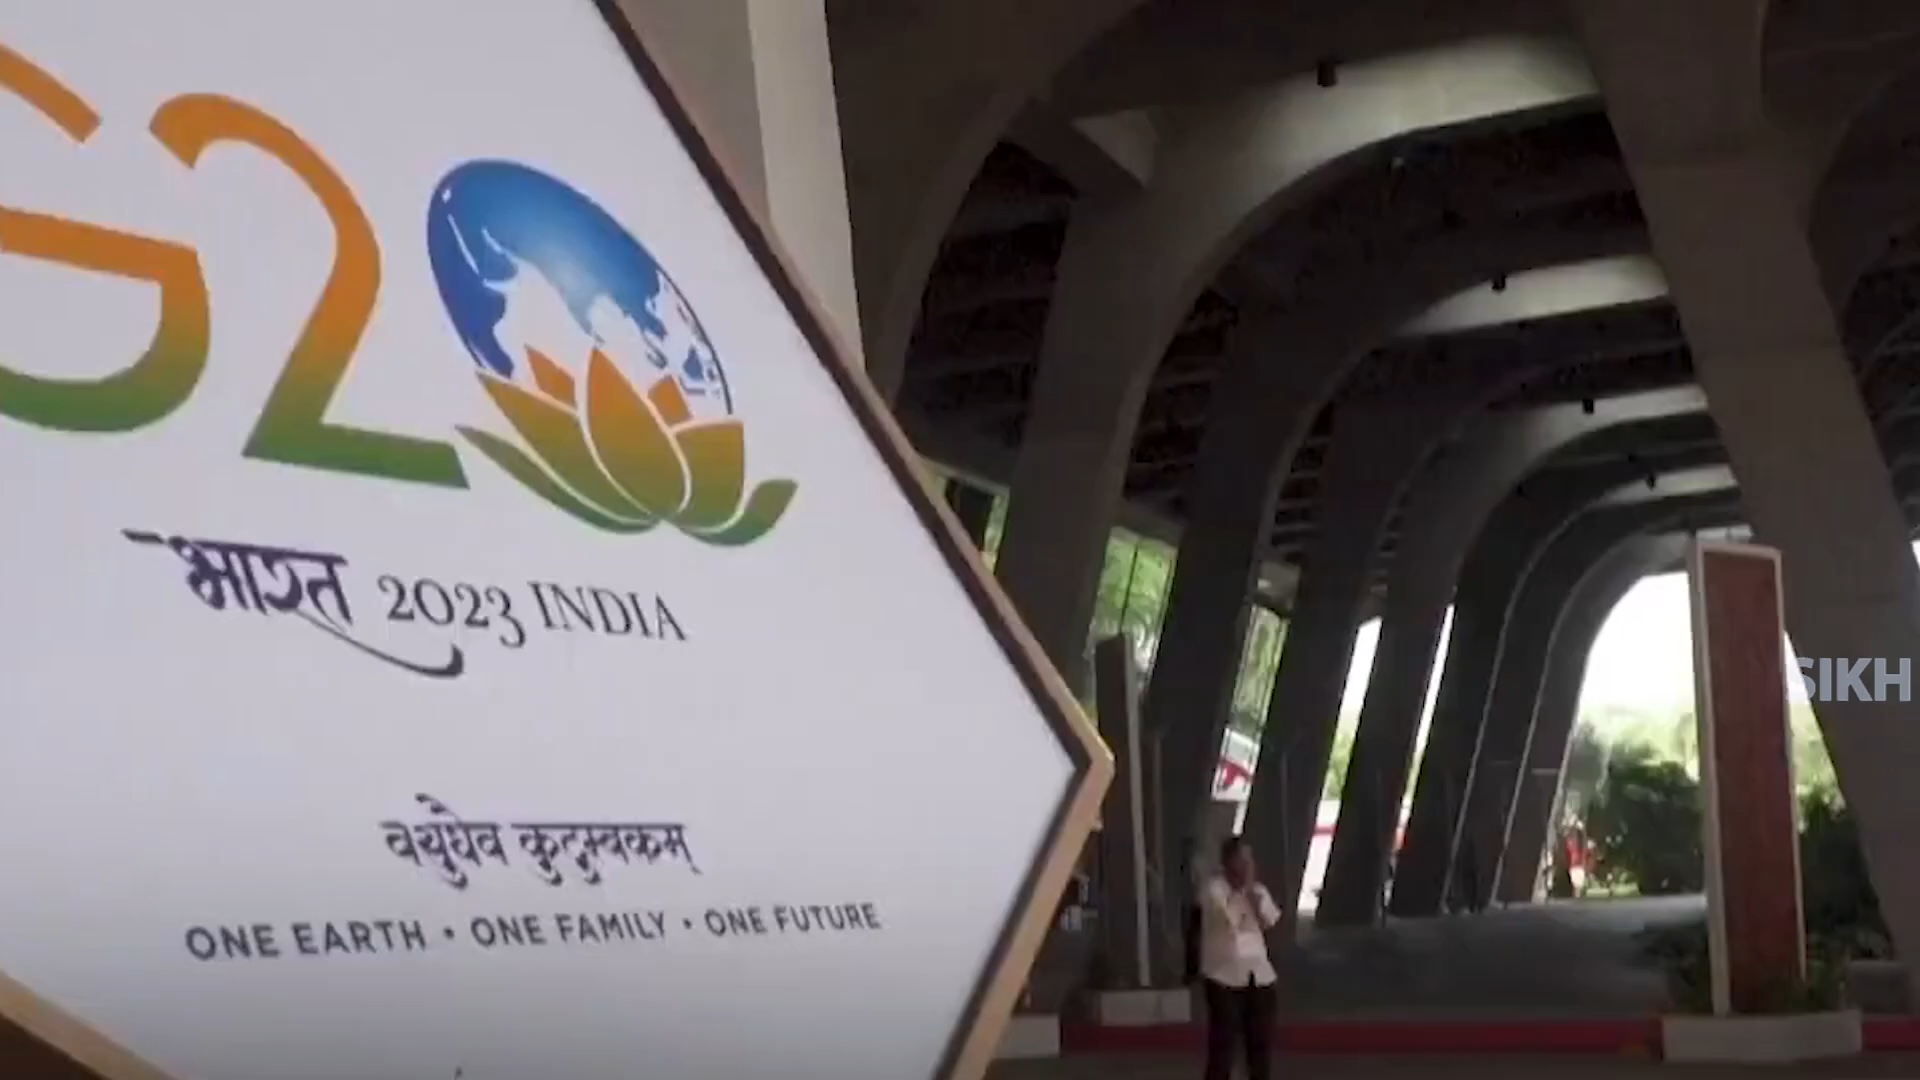 G20
भारत 2023 INDIA
वसुधैव कुटुम्बकम्
ONE EARTH • ONE FAMILY • ONE FUTURE
SIKH